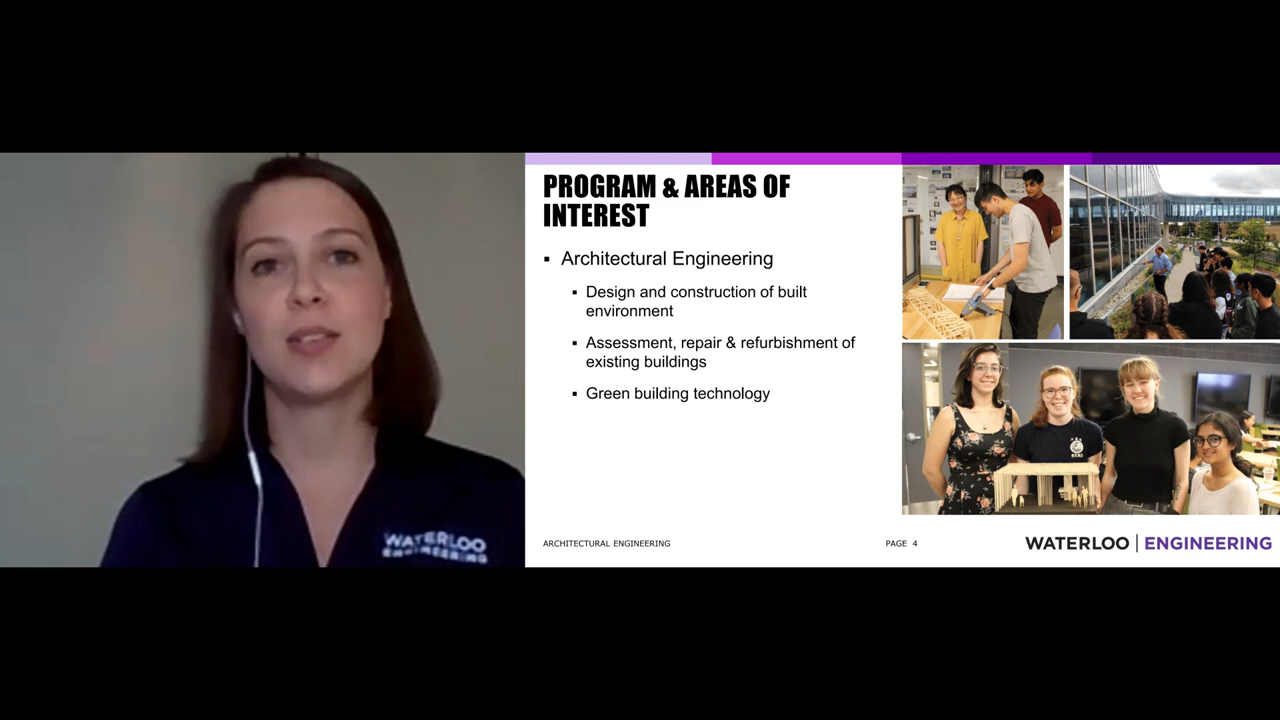 PROGRAM & AREAS OF
INTEREST
▪ Architectural Engineering
▪ Design and construction of built
environment
▪ Assessment, repair & refurbishment of
existing buildings
▪ Green building technology
ARCHITECTURAL ENGINEERING
PAGE 4
WATERLOO | ENGINEERING
WATERLOO
ENGINEERING